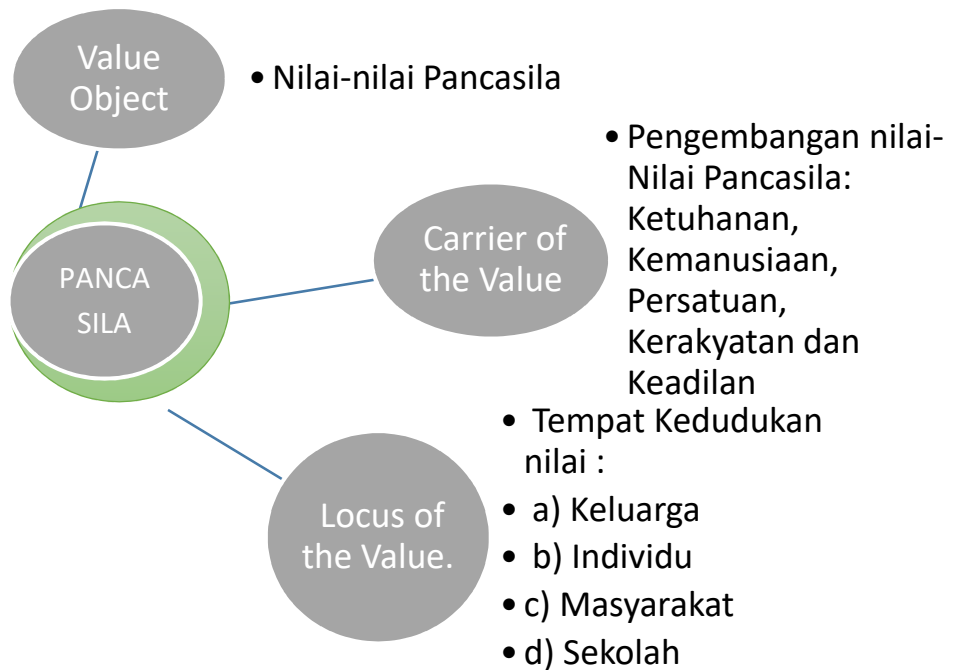 Value
Object
• Nilai-nilai Pancasila
PANCA
SILA
Carrier of
the Value
• Pengembangan nilai-
Nilai Pancasila:
Ketuhanan,
Kemanusiaan,
Persatuan,
Kerakyatan dan
Keadilan
Locus of
the Value.
• Tempat Kedudukan
nilai :
• a) Keluarga
• b) Individu
• c) Masyarakat
• d) Sekolah